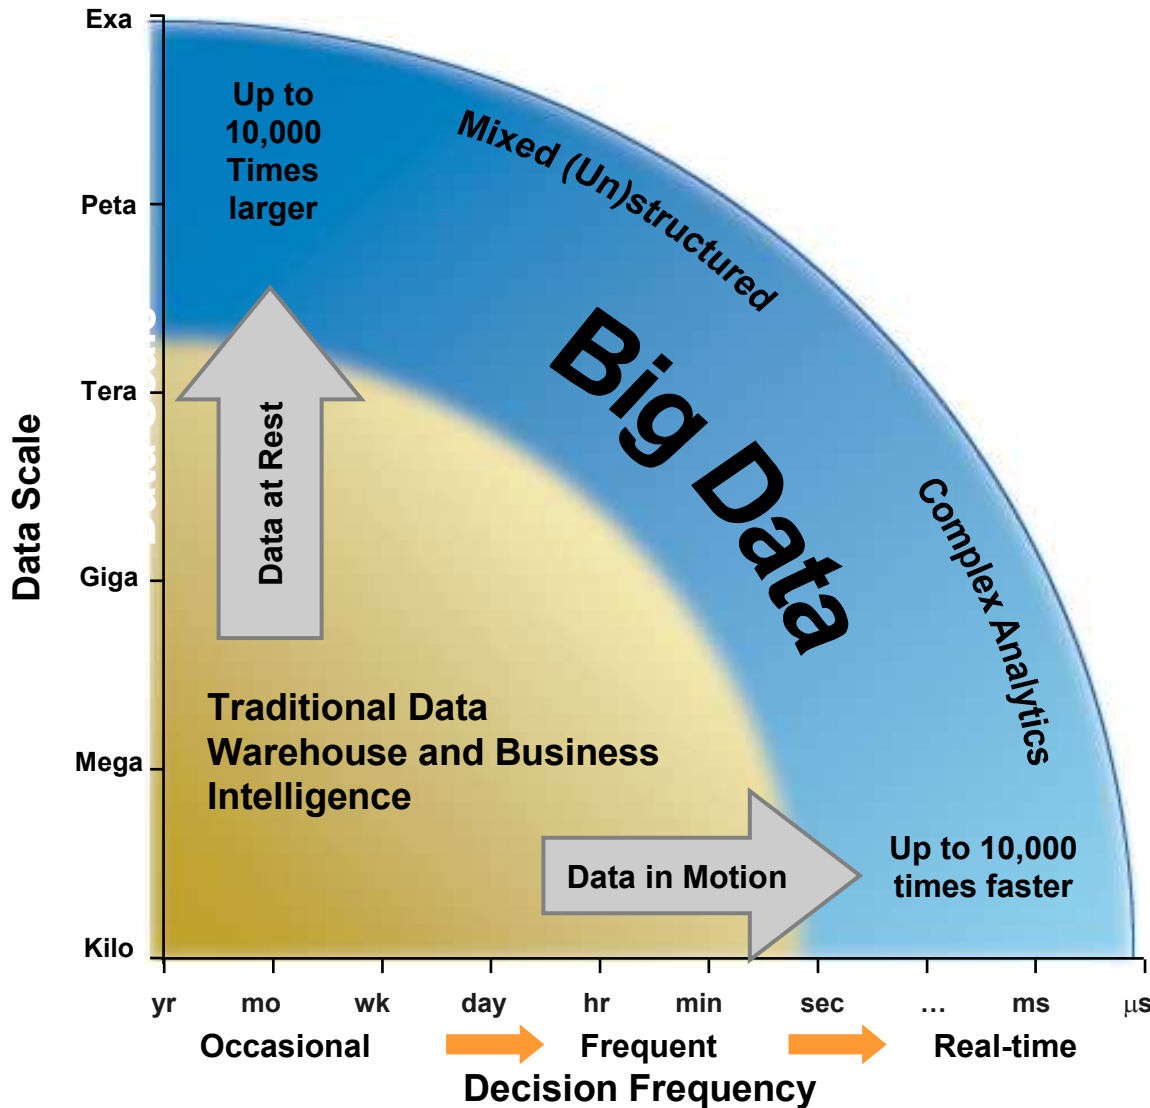 Exa
Up to
10,000
Times
larger
Mixed (Un)structured
Peta
Big Data
Tera
Data Scale
Data at Rest
Complex Analytics
Giga
Traditional Data
Warehouse and Business
Intelligence
Mega
Up to 10,000
times faster
Data in Motion
Kilo
yr mo wk day hr min sec ... ms μs
Occasional Frequent Real-time
Decision Frequency